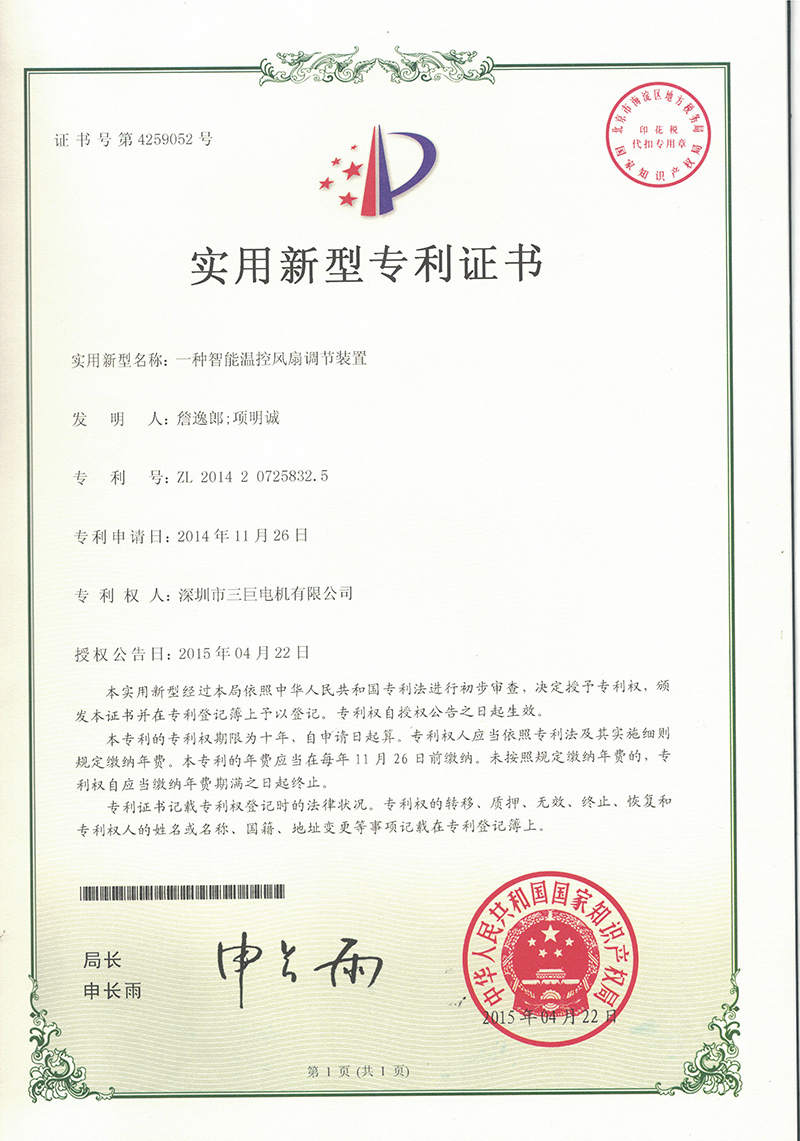 证书号第4259052号
北京市海淀区地方税务局
印花税
代扣专用章
国家知识产权局
实用新型专利证书
实用新型名称：一种智能温控风扇调节装置
发明人：詹逸郎;项明诚
专利号：ZL 2014 2 0725832.5
专利申请日：2014年11月26日
专利权人：深圳市三巨电机有限公司
授权公告日：2015年04月22日
本实用新型经过本局依照中华人民共和国专利法进行初步审查，决定授予专利权，颁
发本证书并在专利登记簿上予以登记。专利权自授权公告之日起生效。
本专利的专利权期限为十年，自申请日起算。专利权人应当依照专利法及其实施细则
规定缴纳年费。本专利的年费应当在每年11月26日前缴纳。未按照规定缴纳年费的，专
利权自应当缴纳年费期满之日起终止。
专利证书记载专利权登记时的法律状况。专利权的转移、质押、无效、终止、恢复和
专利权人的姓名或名称、国籍、地址变更等事项记载在专利登记簿上。
局长
申长雨
申长雨
中华人民共和国国家知识产权局
2015年04月22日
第1页(共1页)